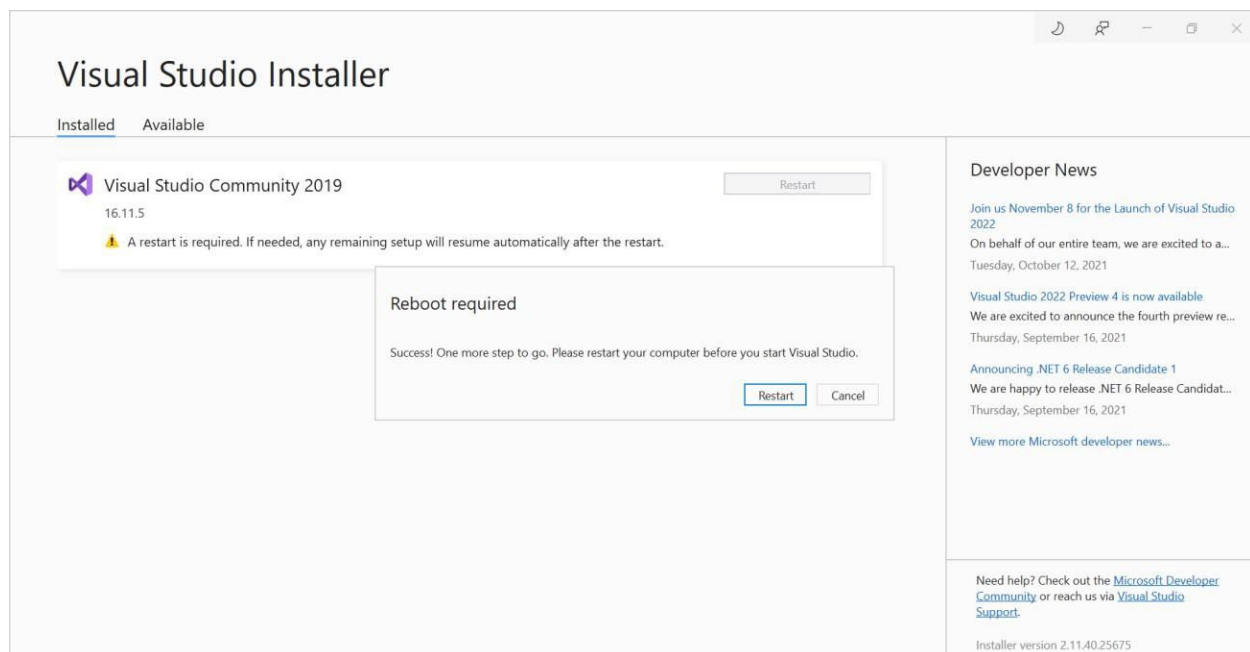 Visual Studio Installer
Installed Available
Visual Studio Community 2019
Restart
16.11.5
A restart is required. If needed, any remaining setup will resume automatically after the restart.
Reboot required
Success! One more step to go. Please restart your computer before you start Visual Studio.
Restart Cancel
Developer News
Join us November 8 for the Launch of Visual Studio
2022
On behalf of our entire team, we are excited to a...
Tuesday, October 12, 2021
Visual Studio 2022 Preview 4 is now available
We are excited to announce the fourth preview re...
Thursday, September 16, 2021
Announcing .NET 6 Release Candidate 1
We are happy to release .NET 6 Release Candidat...
Thursday, September 16, 2021
View more Microsoft developer news...
Need help? Check out the Microsoft Developer
Community or reach us via Visual Studio
Support.
Installer version 2.11.40.25675